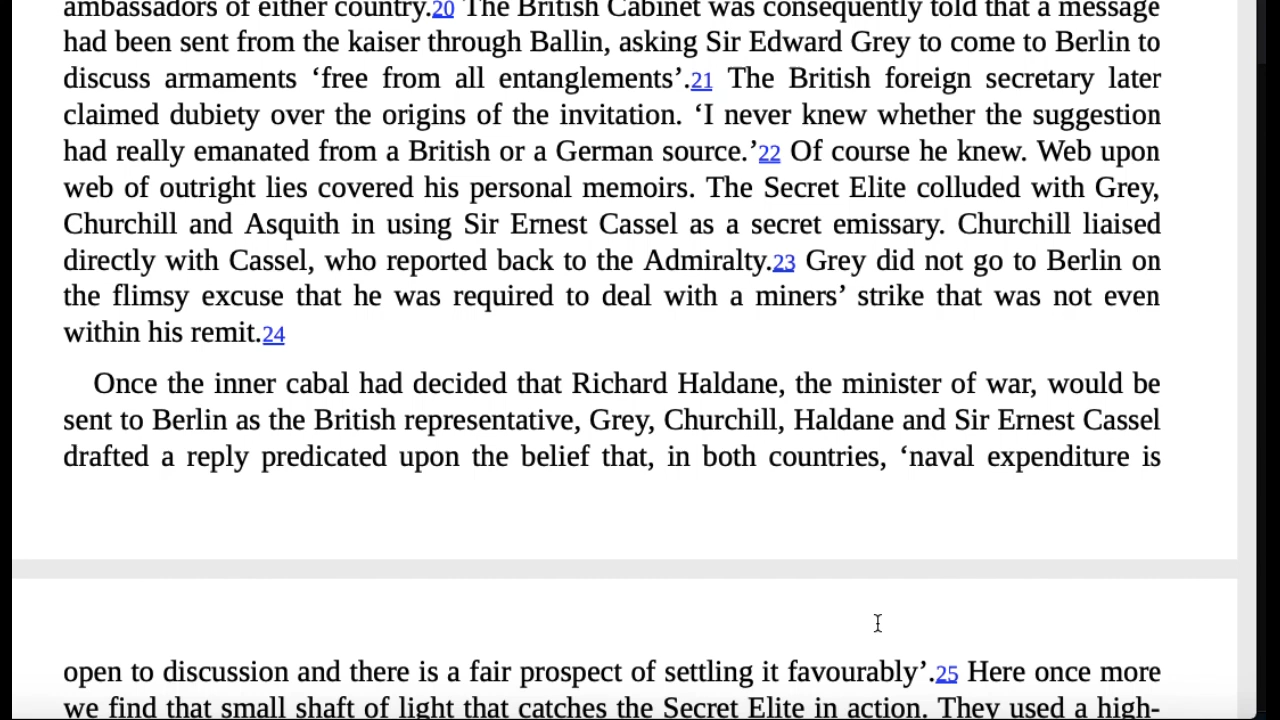 ambassadors of either country.20 The British Cabinet was consequently told that a message
had been sent from the kaiser through Ballin, asking Sir Edward Grey to come to Berlin to
discuss armaments ‘free from all entanglements’.21 The British foreign secretary later
claimed dubiety over the origins of the invitation. ‘I never knew whether the suggestion
had really emanated from a British or a German source.’22 Of course he knew. Web upon
web of outright lies covered his personal memoirs. The Secret Elite colluded with Grey,
Churchill and Asquith in using Sir Ernest Cassel as a secret emissary. Churchill liaised
directly with Cassel, who reported back to the Admiralty.23 Grey did not go to Berlin on
the flimsy excuse that he was required to deal with a miners’ strike that was not even
within his remit.24
Once the inner cabal had decided that Richard Haldane, the minister of war, would be
sent to Berlin as the British representative, Grey, Churchill, Haldane and Sir Ernest Cassel
drafted a reply predicated upon the belief that, in both countries, ‘naval expenditure is
open to discussion and there is a fair prospect of settling it favourably’.25 Here once more
we find that small shaft of light that catches the Secret Elite in action. They used a high-